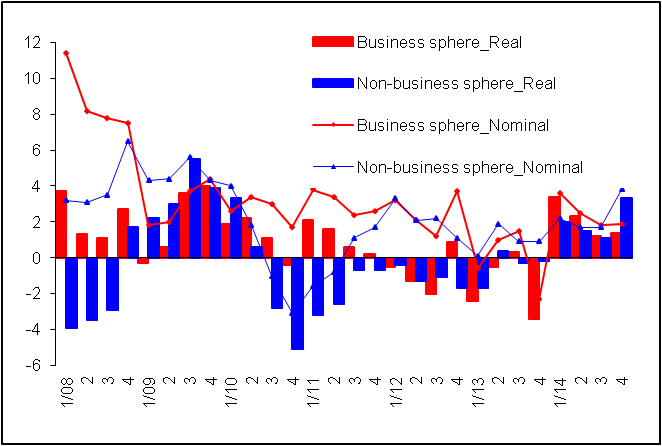 12
10
8
6
4
2
0
-2
-4
-6
Business sphere_Real
Non-business sphere_Real
Business sphere_Nominal
Non-business sphere_Nominal
1/08 2 3 4 1/09 2 3 4 1/10 2 3 4 1/11 2 3 4 1/12 2 3 4 1/13 2 3 4 1/14 2 3 4